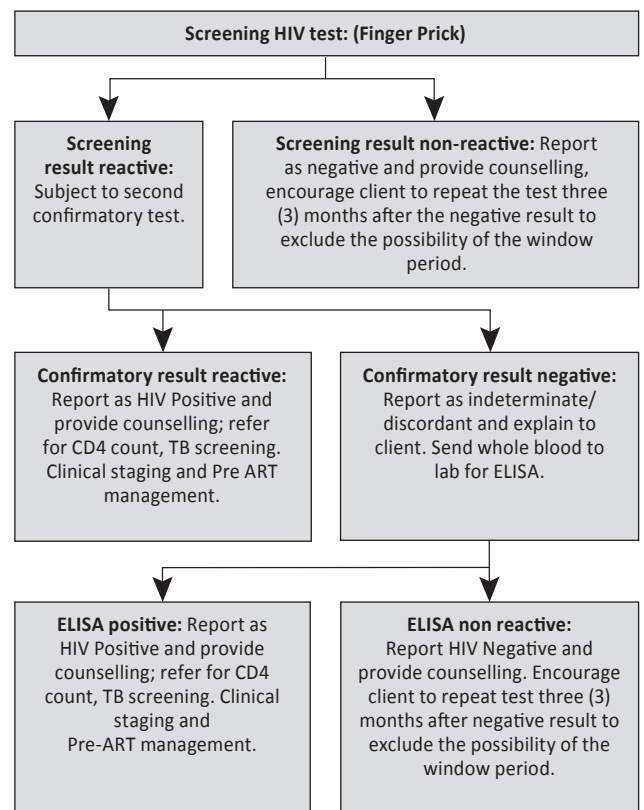 Screening HIV test: (Finger Prick)
Screening
result reactive:
Subject to second
confirmatory test.
Screening result non-reactive: Report
as negative and provide counselling,
encourage client to repeat the test three
(3) months after the negative result to
exclude the possibility of the window
period.
Confirmatory result reactive:
Report as HIV Positive and
provide counselling; refer
for CD4 count, TB screening.
Clinical staging and Pre ART
management.
Confirmatory result negative:
Report as indeterminate/
discordant and explain to
client. Send whole blood to
lab for ELISA.
ELISA positive: Report as
HIV Positive and provide
counselling; refer for CD4
count, TB screening. Clinical
staging and
Pre-ART management.
ELISA non reactive:
Report HIV Negative and
provide counselling. Encourage
client to repeat test three (3)
months after negative result to
exclude the possibility of the
window period.